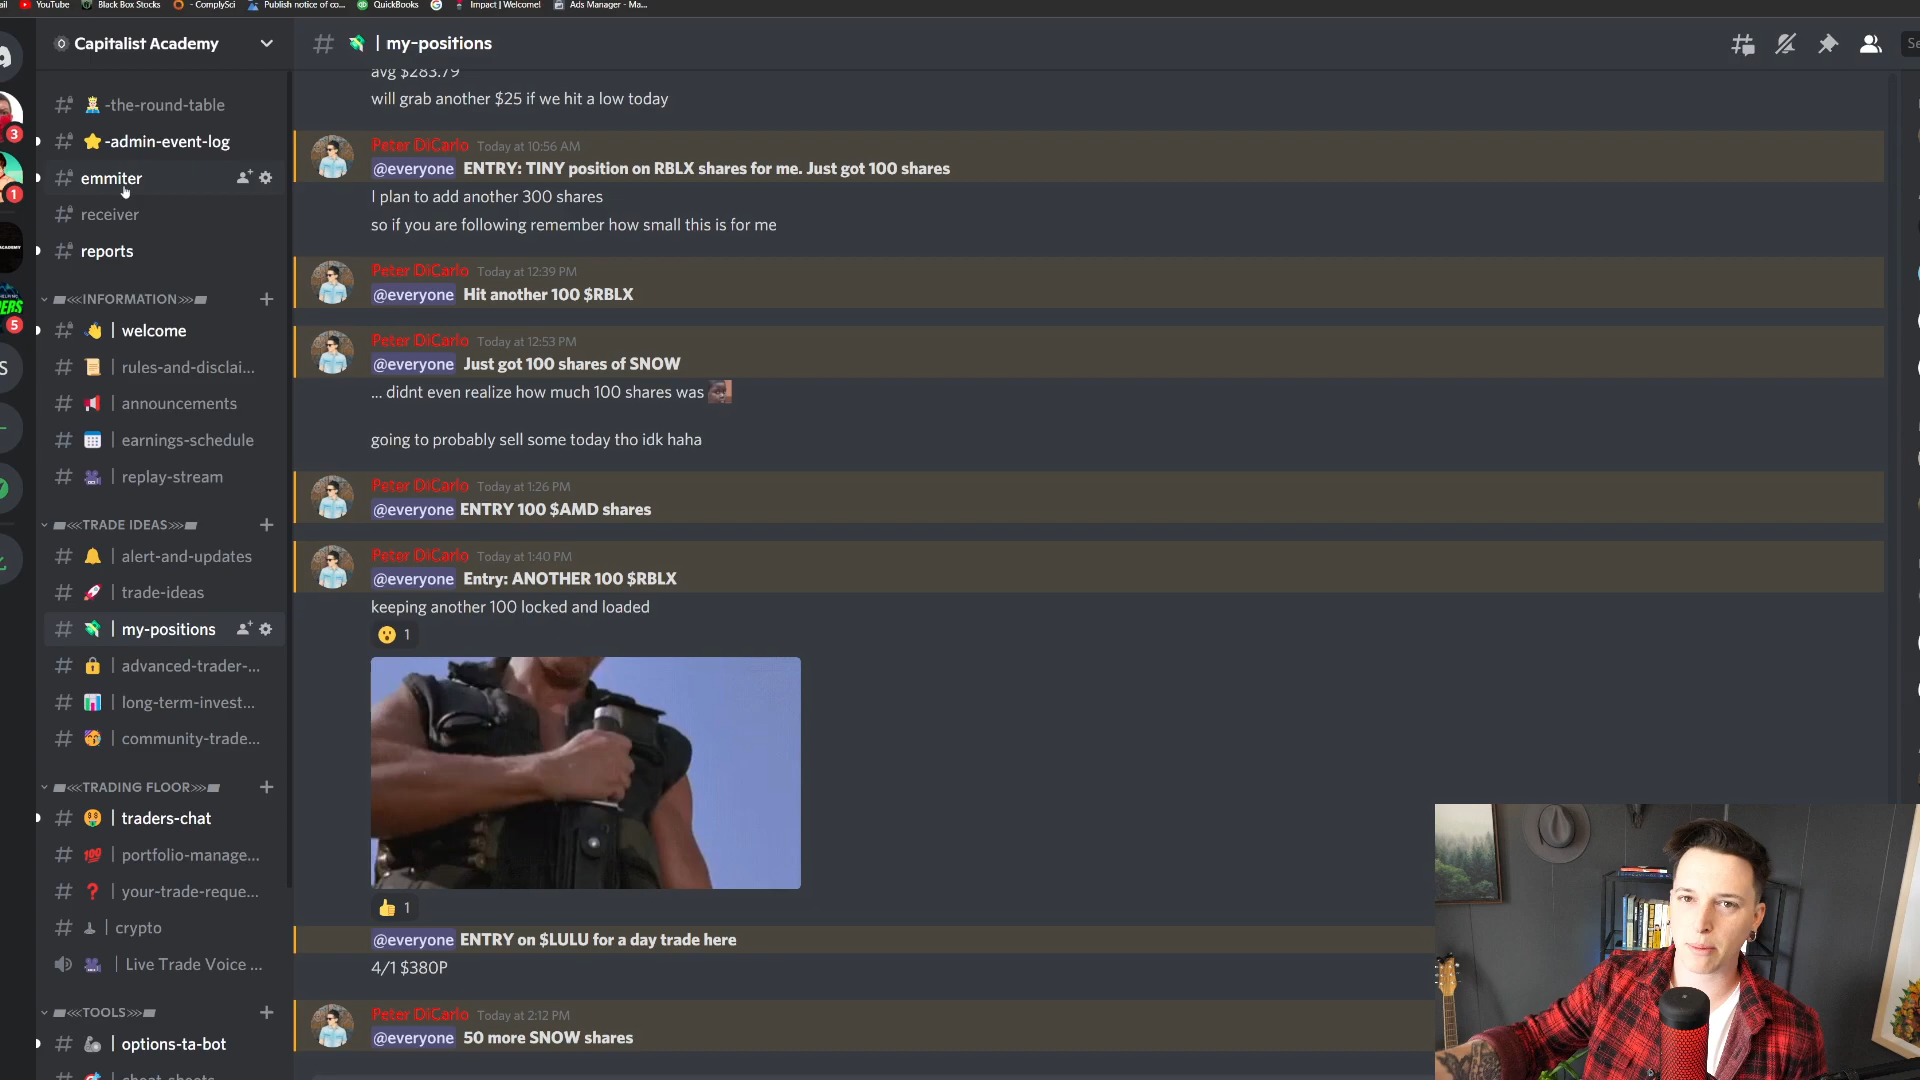 YouTube
Black Box Stocks
- ComplySci
Publish notice of co...
QuickBooks
Impact | Welcome!
Ads Manager - Ma...
Capitalist Academy
# | my-positions
-the-round-table
-admin-event-log
emmiter
receiver
reports
3
1
5
S
<<<INFORMATION>>>
| welcome
| rules-and-disclai...
| announcements
| earnings-schedule
| replay-stream
<<<TRADE IDEAS>>>
| alert-and-updates
| trade-ideas
| my-positions
| advanced-trader-...
| long-term-invest...
| community-trade...
<<<TRADING FLOOR>>>
| traders-chat
| portfolio-manage...
| your-trade-reque...
| crypto
| Live Trade Voice ...
<<<TOOLS>>>
| options-ta-bot
cheat-sheets
avg $283.79
will grab another $25 if we hit a low today
Peter DiCarlo Today at 10:56 AM
@everyone ENTRY: TINY position on RBLX shares for me. Just got 100 shares
I plan to add another 300 shares
so if you are following remember how small this is for me
Peter DiCarlo Today at 12:39 PM
@everyone Hit another 100 $RBLX
Peter DiCarlo Today at 12:53 PM
@everyone Just got 100 shares of SNOW
... didnt even realize how much 100 shares was
going to probably sell some today tho idk haha
Peter DiCarlo Today at 1:26 PM
@everyone ENTRY 100 $AMD shares
Peter DiCarlo Today at 1:40 PM
@everyone Entry: ANOTHER 100 $RBLX
keeping another 100 locked and loaded
1
1
@everyone ENTRY on $LULU for a day trade here
4/1 $380P
Peter DiCarlo Today at 2:12 PM
@everyone 50 more SNOW shares